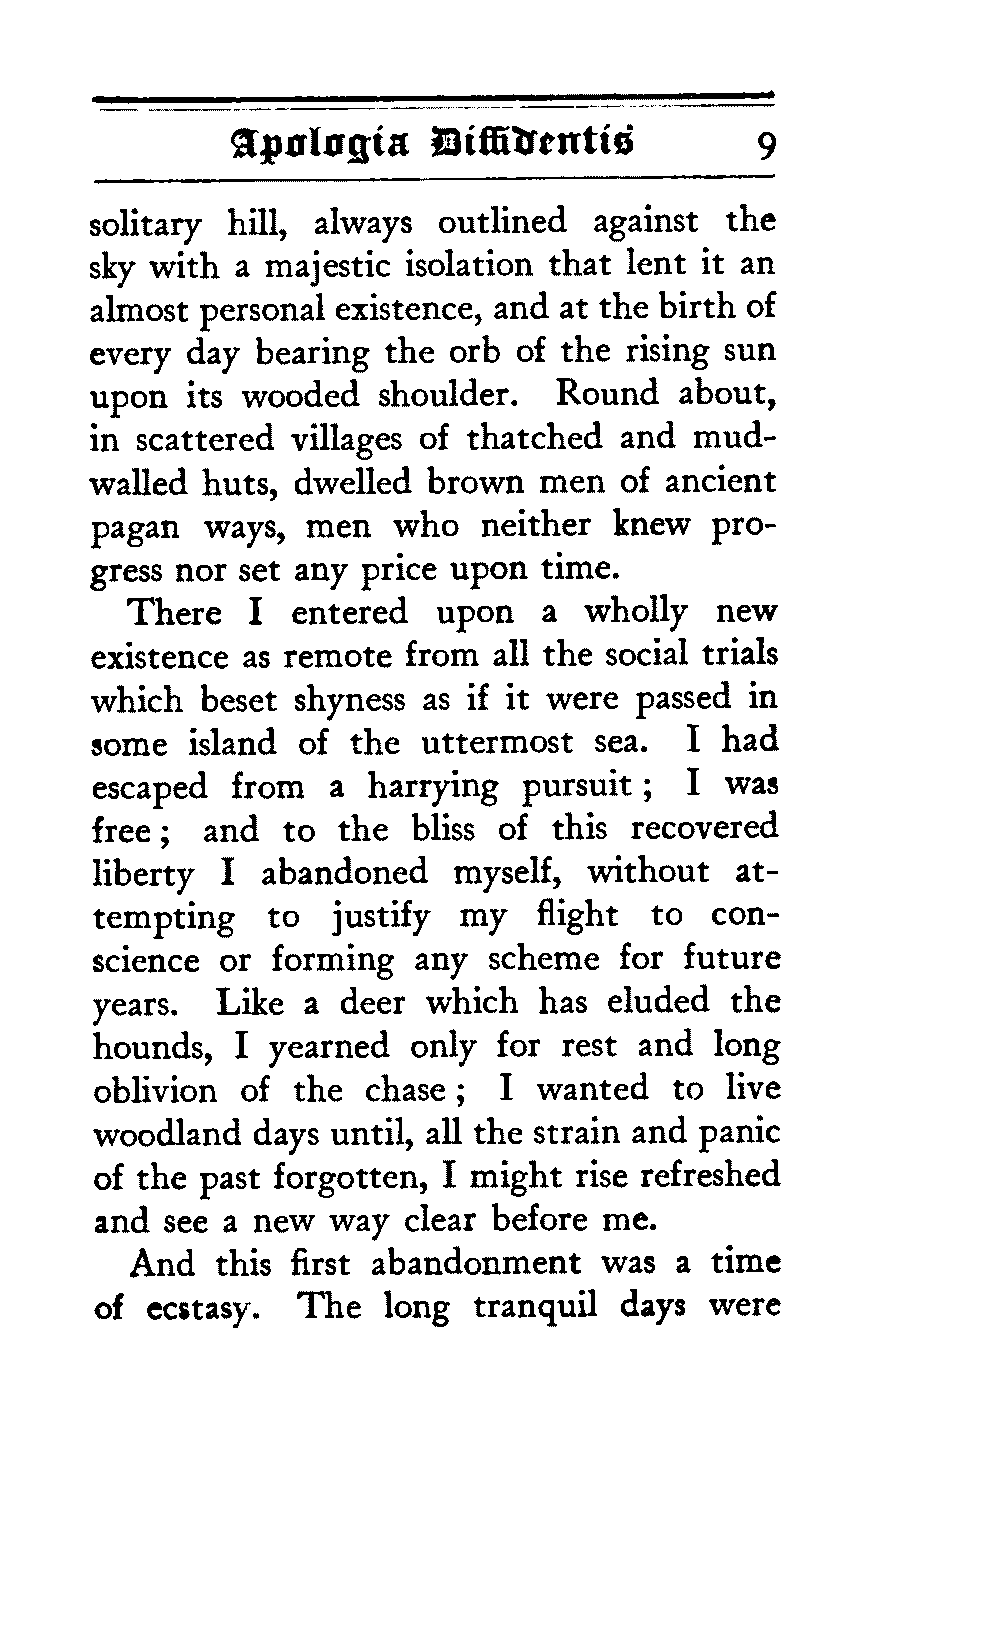 Apologia Diffidentis 9
solitary hill, always outlined against the
sky with a majestic isolation that lent it an
almost personal existence, and at the birth of
every day bearing the orb of the rising sun
upon its wooded shoulder. Round about,
in scattered villages of thatched and mud-
walled huts, dwelled brown men of ancient
pagan ways, men who neither knew pro-
gress nor set any price upon time.
There I entered upon a wholly new
existence as remote from all the social trials
which beset shyness as if it were passed in
some island of the uttermost sea. I had
escaped from a harrying pursuit ; I was
free ; and to the bliss of this recovered
liberty I abandoned myself, without at-
tempting to justify my flight to con-
science or forming any scheme for future
years. Like a deer which has eluded the
hounds, I yearned only for rest and long
oblivion of the chase ; I wanted to live
woodland days until, all the strain and panic
of the past forgotten, I might rise refreshed
and see a new way clear before me.
And this first abandonment was a time
of ecstasy. The long tranquil days were